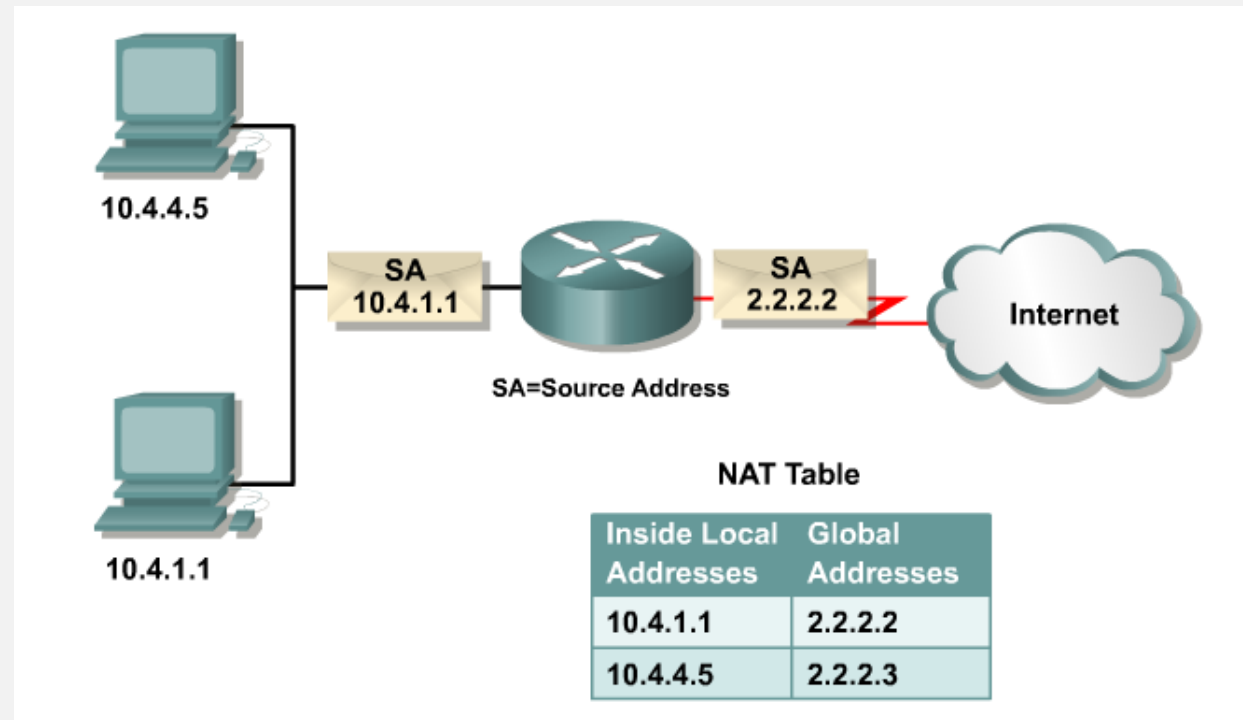 10.4.4.5
SA
10.4.1.1
SA
2.2.2.2
Internet
SA=Source Address
10.4.1.1
NAT Table
Inside Local Addresses
Global Addresses
10.4.1.1 2.2.2.2
10.4.4.5 2.2.2.3